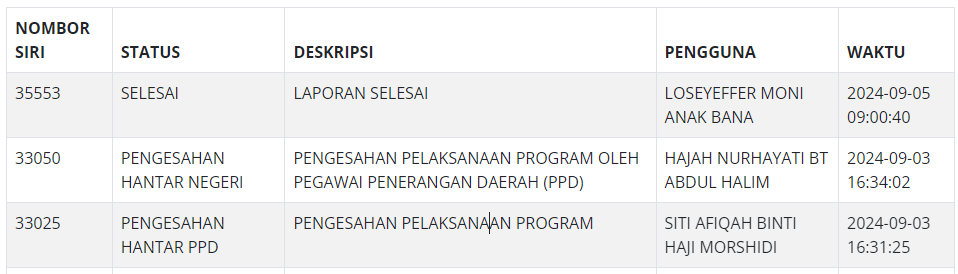 NOMBOR SIRI STATUS DESKRIPSI PENGGUNA WAKTU
35553 SELESAI LAPORAN SELESAI LOSEYEFFER MONI 2024-09-05
ANAK BANA 09:00:40
33050 PENGESAHAN PENGESAHAN PELAKSANAAN PROGRAM OLEH HAJAH NURHAYATI BT 2024-09-03
HANTAR NEGERI PEGAWAI PENERANGAN DAERAH (PPD) ABDUL HALIM 16:34:02
33025 PENGESAHAN PENGESAHAN PELAKSANAAN PROGRAM SITI AFIQAH BINTI 2024-09-03
HANTAR PPD HAJI MORSHIDI 16:31:25